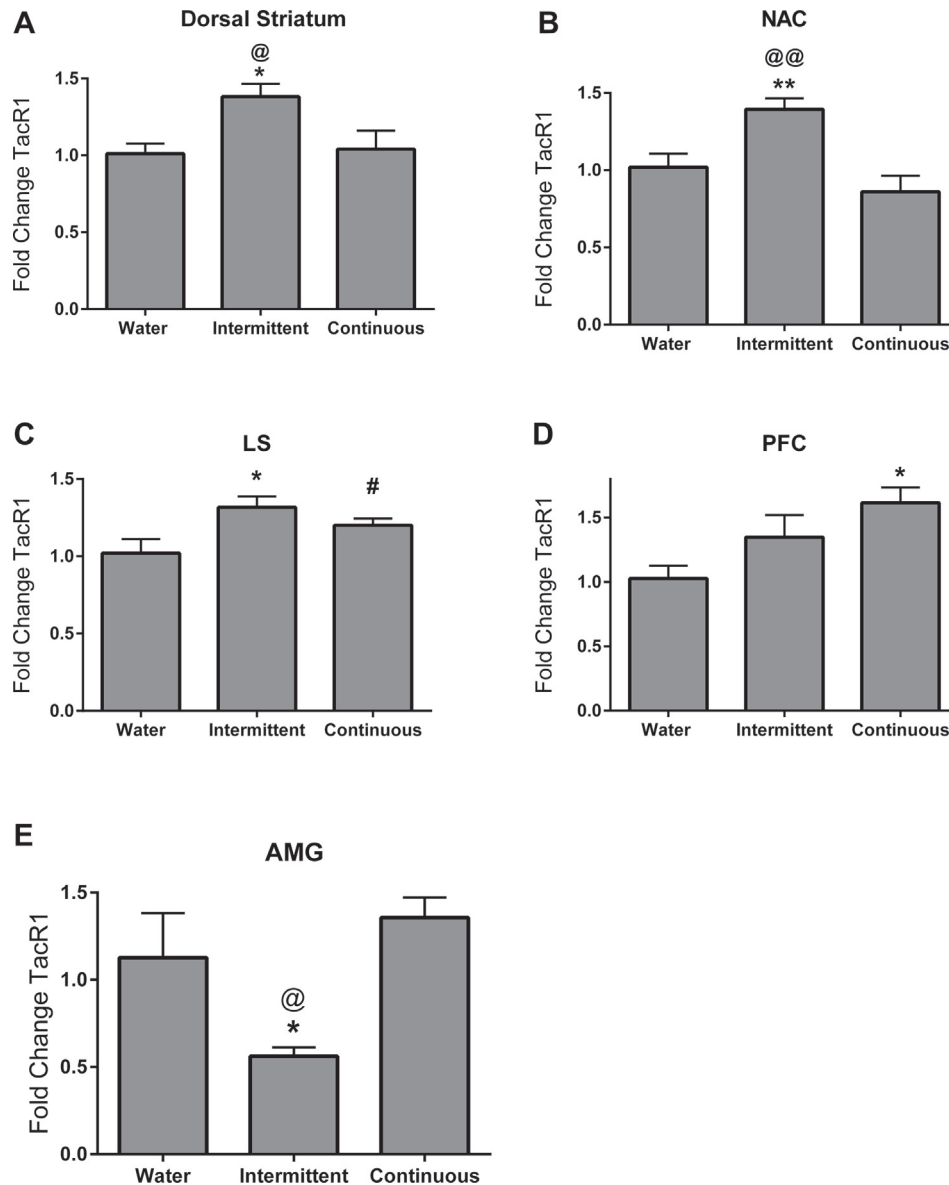 A
Dorsal Striatum
@
*
Fold Change TacR1
1.5
1.0
0.5
0.0
Water Intermittent Continuous
B
NAC
@@
**
Fold Change TacR1
1.5
1.0
0.5
0.0
Water Intermittent Continuous
C
LS
* #
Fold Change TacR1
1.5
1.0
0.5
0.0
Water Intermittent Continuous
D
PFC
*
Fold Change TacR1
1.5
1.0
0.5
0.0
Water Intermittent Continuous
E
AMG
@
*
Fold Change TacR1
1.5
1.0
0.5
0.0
Water Intermittent Continuous